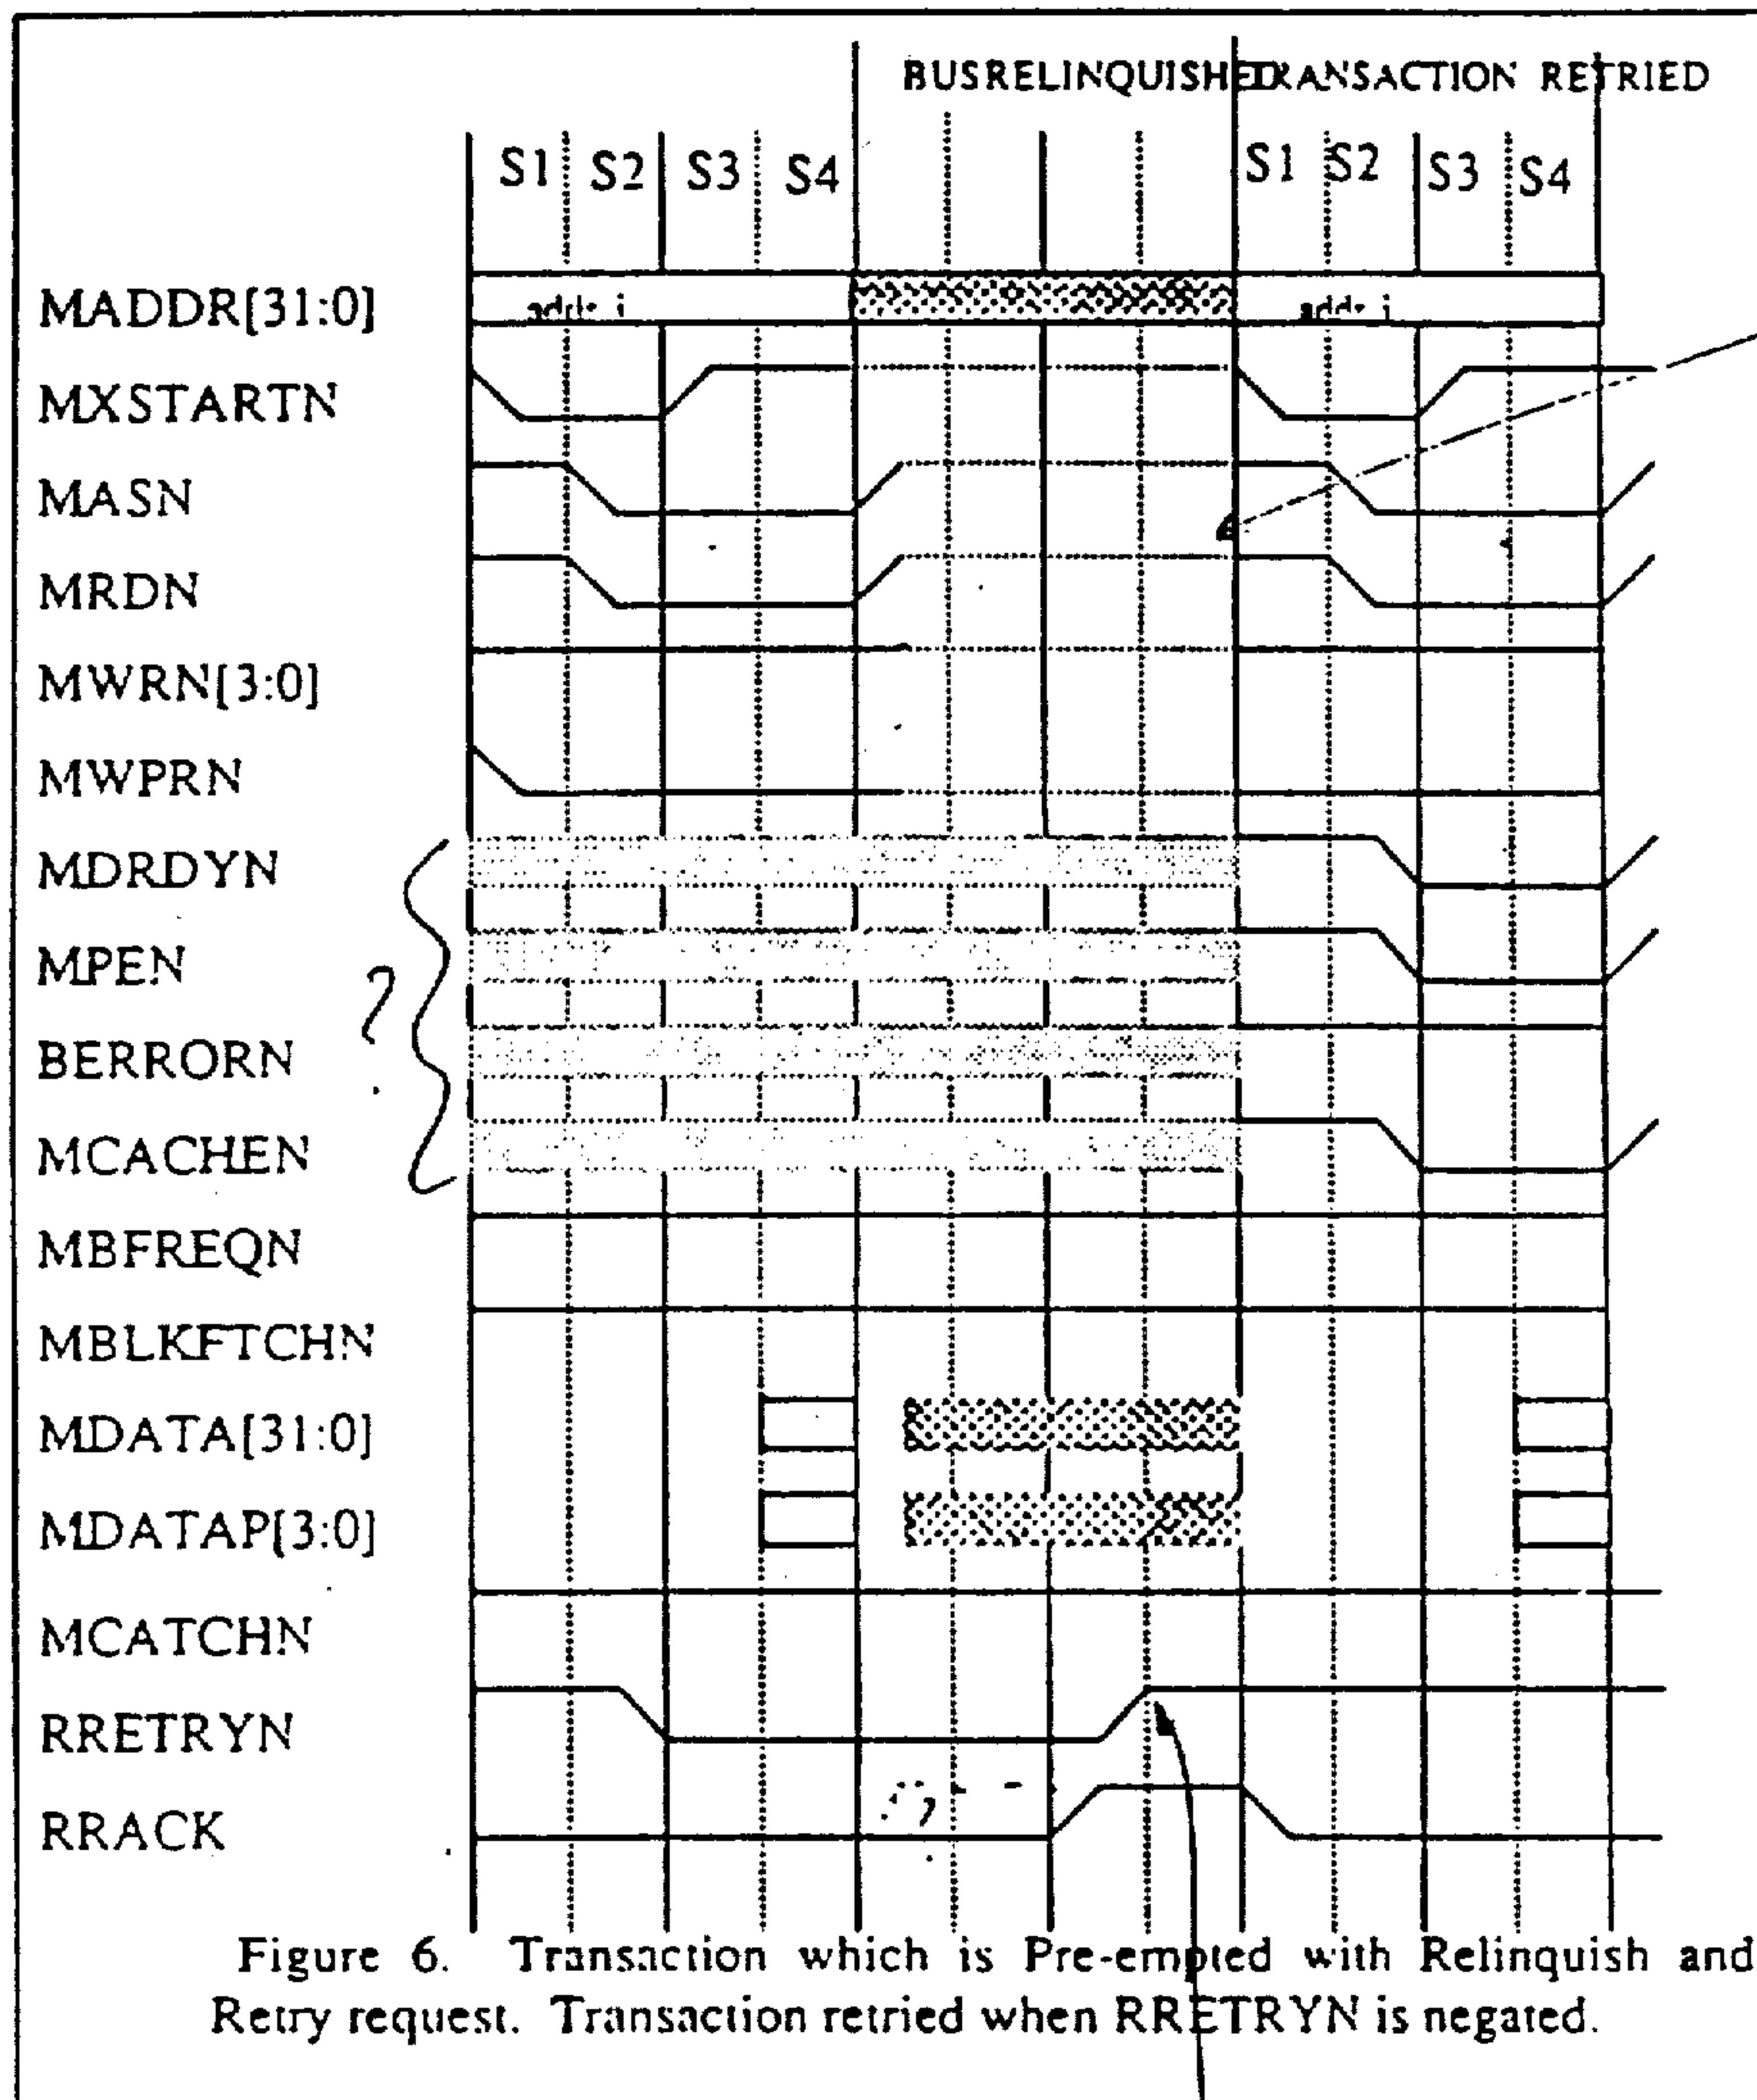 BUSRELINQUISHED TRANSACTION RETRIED
S1 S2 S3 S4 S1 S2 S3 S4
MADDR[31:0] addr i addr i
MXSTARTN
MASN
MRDN
MWRN[3:0]
MWPRN
MDRDYN
MPEN
?
BERRORN
MCACHEN
MBFREQN
MBLKFTCHN
MDATA[31:0]
MDATAP[3:0]
MCATCHN
RRETRYN
RRACK
Figure 6. Transaction which is Pre-empted with Relinquish and
Retry request. Transaction retried when RRETRYN is negated.